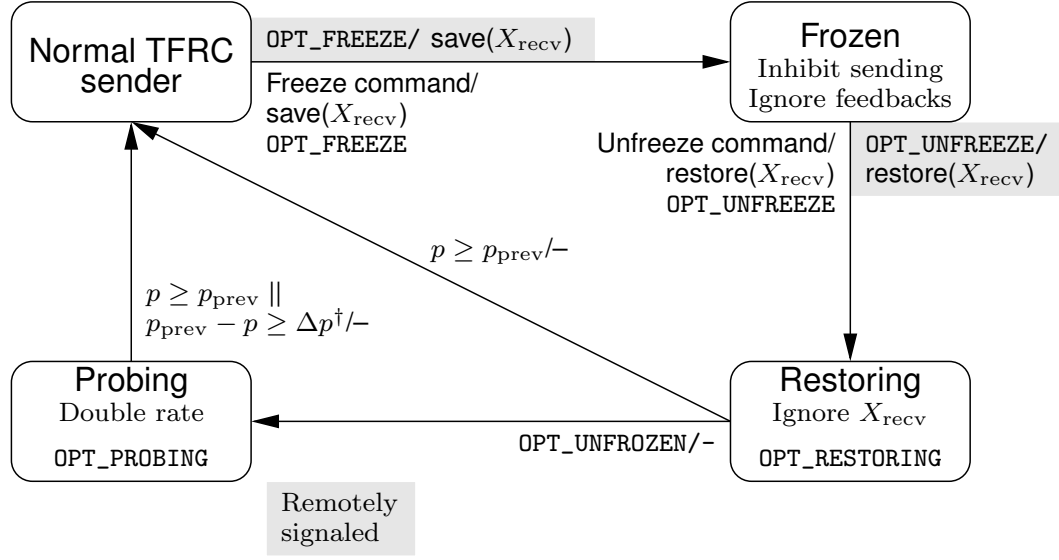 Normal TFRC
sender
OPT_FREEZE/ save(X_recv)
Freeze command/
save(X_recv)
OPT_FREEZE
Frozen
Inhibit sending
Ignore feedbacks
Unfreeze command/
restore(X_recv)
OPT_UNFREEZE
OPT_UNFREEZE/
restore(X_recv)
p ≥ p_prev/–
p ≥ p_prev ||
p_prev − p ≥ Δp†/–
Probing
Double rate
OPT_PROBING
OPT_UNFROZEN/-
Restoring
Ignore X_recv
OPT_RESTORING
Remotely
signaled